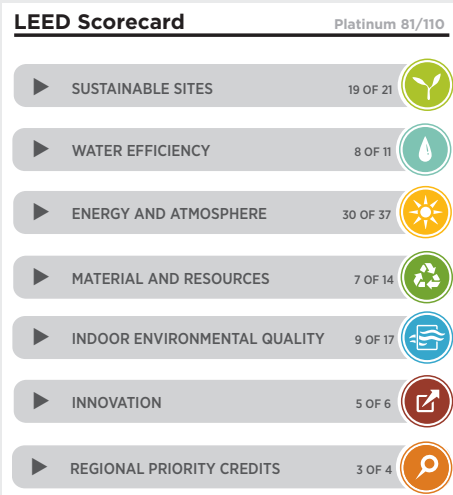 LEED Scorecard Platinum 81/110
SUSTAINABLE SITES 19 OF 21
WATER EFFICIENCY 8 OF 11
ENERGY AND ATMOSPHERE 30 OF 37
MATERIAL AND RESOURCES 7 OF 14
INDOOR ENVIRONMENTAL QUALITY 9 OF 17
INNOVATION 5 OF 6
REGIONAL PRIORITY CREDITS 3 OF 4